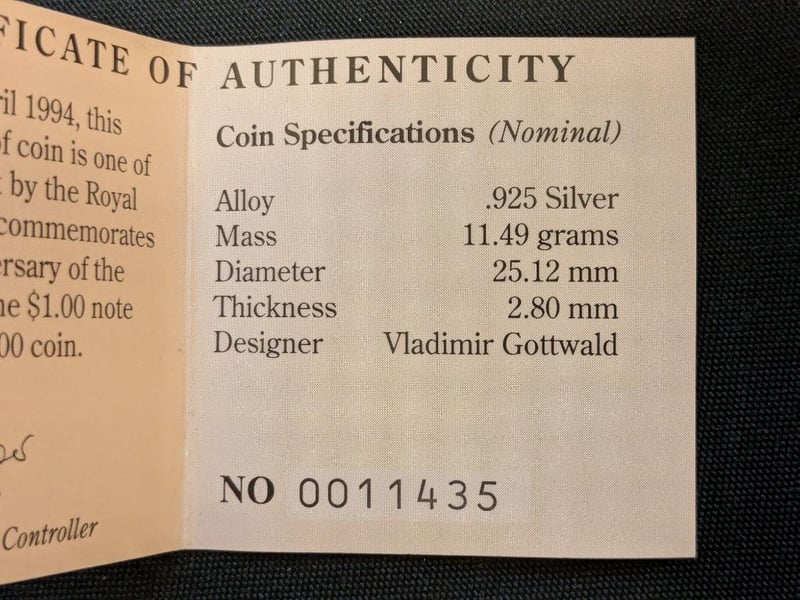 FICATE OF AUTHENTICITY
ril 1994, this
f coin is one of
by the Royal
commemorates
rsary of the
ne $1.00 note
00 coin.
Controller
Coin Specifications (Nominal)
Alloy .925 Silver
Mass 11.49 grams
Diameter 25.12 mm
Thickness 2.80 mm
Designer Vladimir Gottwald
NO 0011435